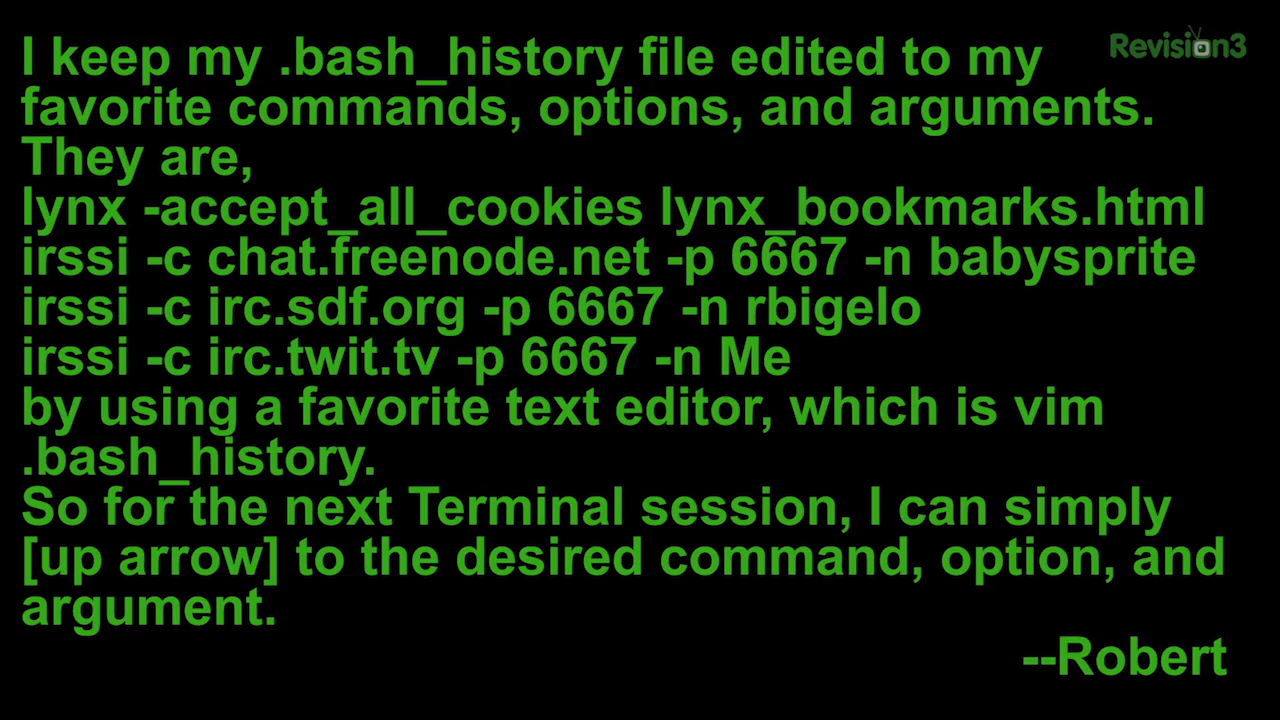 Revision3
I keep my .bash_history file edited to my
favorite commands, options, and arguments.
They are,
lynx -accept_all_cookies lynx_bookmarks.html
irssi -c chat.freenode.net -p 6667 -n babysprite
irssi -c irc.sdf.org -p 6667 -n rbigelo
irssi -c irc.twit.tv -p 6667 -n Me
by using a favorite text editor, which is vim
.bash_history.
So for the next Terminal session, I can simply
[up arrow] to the desired command, option, and
argument.
--Robert